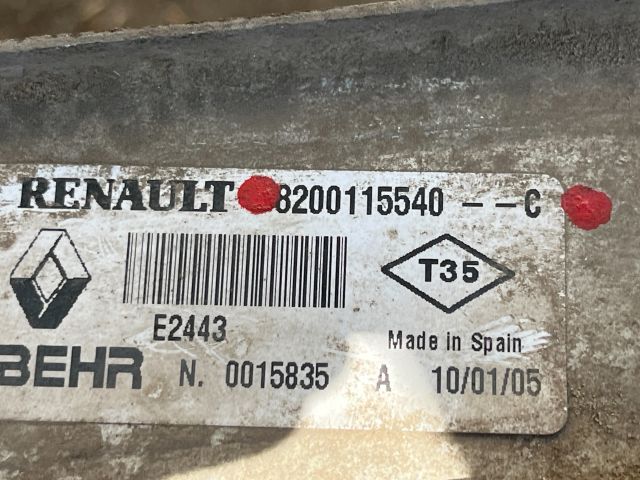 RENAULT 8200115540 - - C
T35
E2443
Made in Spain
BEHR N. 0015835 A 10/01/05